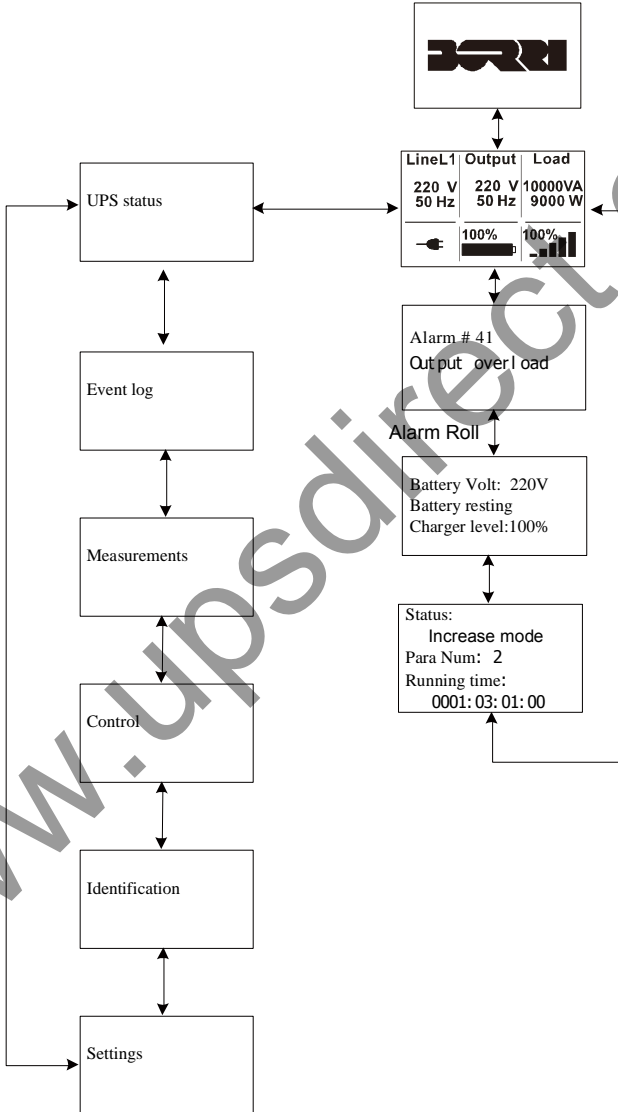 BORRI
LineL1 Output Load
220 V 220 V 10000VA
50 Hz 50 Hz 9000 W
100% 100%
UPS status
Alarm # 41
Output overload
Event log
Alarm Roll
Battery Volt: 220V
Battery resting
Charger level:100%
Measurements
Status:
Increase mode
Para Num: 2
Running time:
0001:03:01:00
Control
Identification
Settings
www.upsdirect